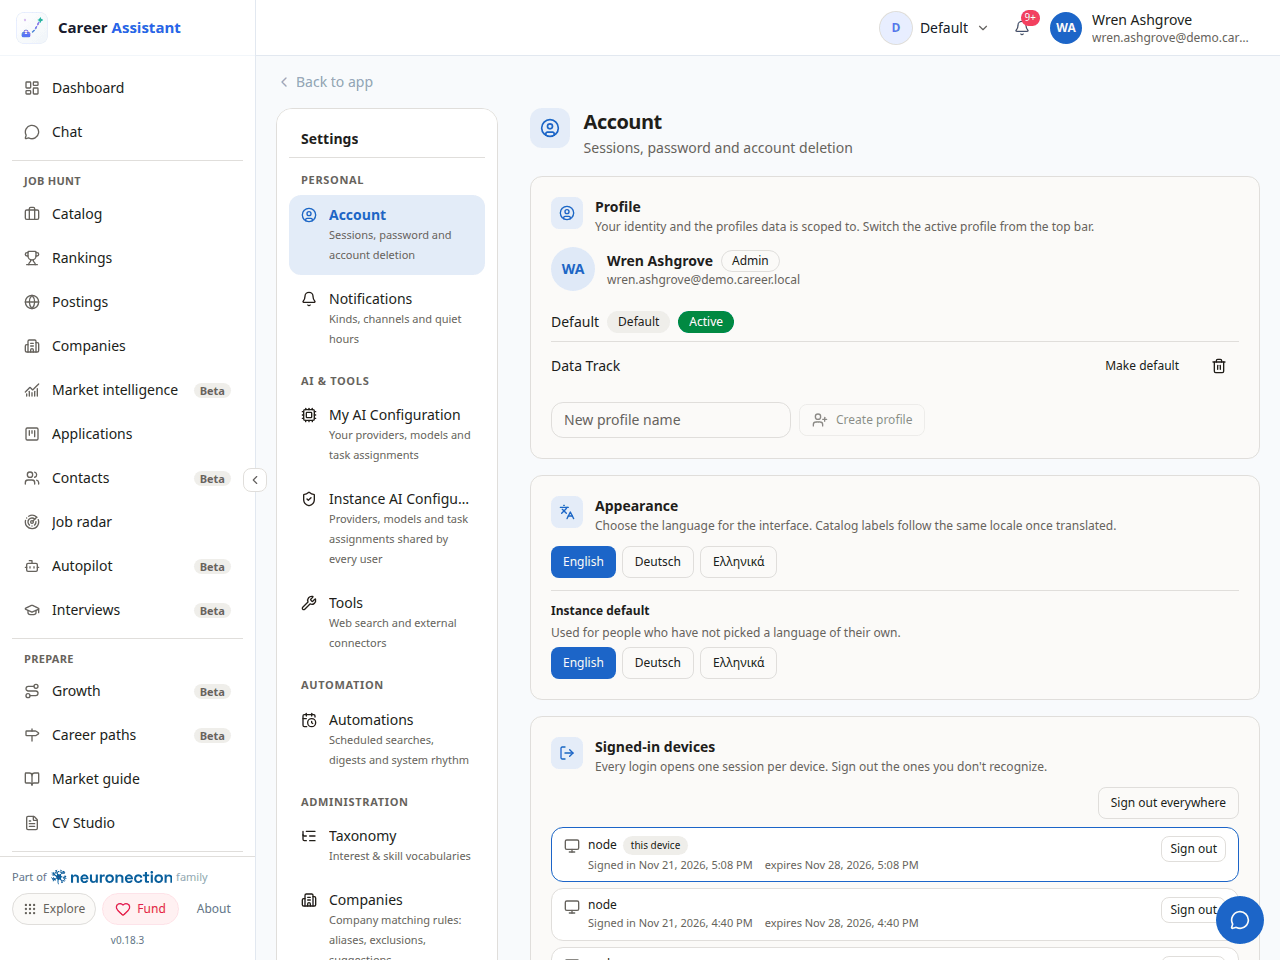 Career Assistant
D
Default
9+
WA
Wren Ashgrove
wren.ashgrove@demo.car...
Dashboard
Chat
JOB HUNT
Catalog
Rankings
Postings
Companies
Market intelligence Beta
Applications
Contacts Beta
Job radar
Autopilot Beta
Interviews Beta
PREPARE
Growth Beta
Career paths Beta
Market guide
CV Studio
Part of neuronection family
Explore
Fund
About
v0.18.3
Back to app
Settings
PERSONAL
Account
Sessions, password and
account deletion
Notifications
Kinds, channels and quiet
hours
AI & TOOLS
My AI Configuration
Your providers, models and
task assignments
Instance AI Configu...
Providers, models and task
assignments shared by
every user
Tools
Web search and external
connectors
AUTOMATION
Automations
Scheduled searches,
digests and system rhythm
ADMINISTRATION
Taxonomy
Interest & skill vocabularies
Companies
Company matching rules:
aliases, exclusions,
suggestions
Account
Sessions, password and account deletion
Profile
Your identity and the profiles data is scoped to. Switch the active profile from the top bar.
WA
Wren Ashgrove Admin
wren.ashgrove@demo.career.local
Default Default Active
Data Track Make default
New profile name Create profile
Appearance
Choose the language for the interface. Catalog labels follow the same locale once translated.
English Deutsch Ελληνικά
Instance default
Used for people who have not picked a language of their own.
English Deutsch Ελληνικά
Signed-in devices
Every login opens one session per device. Sign out the ones you don't recognize.
Sign out everywhere
node this device
Signed in Nov 21, 2026, 5:08 PM expires Nov 28, 2026, 5:08 PM
Sign out
node
Signed in Nov 21, 2026, 4:40 PM expires Nov 28, 2026, 4:40 PM
Sign out